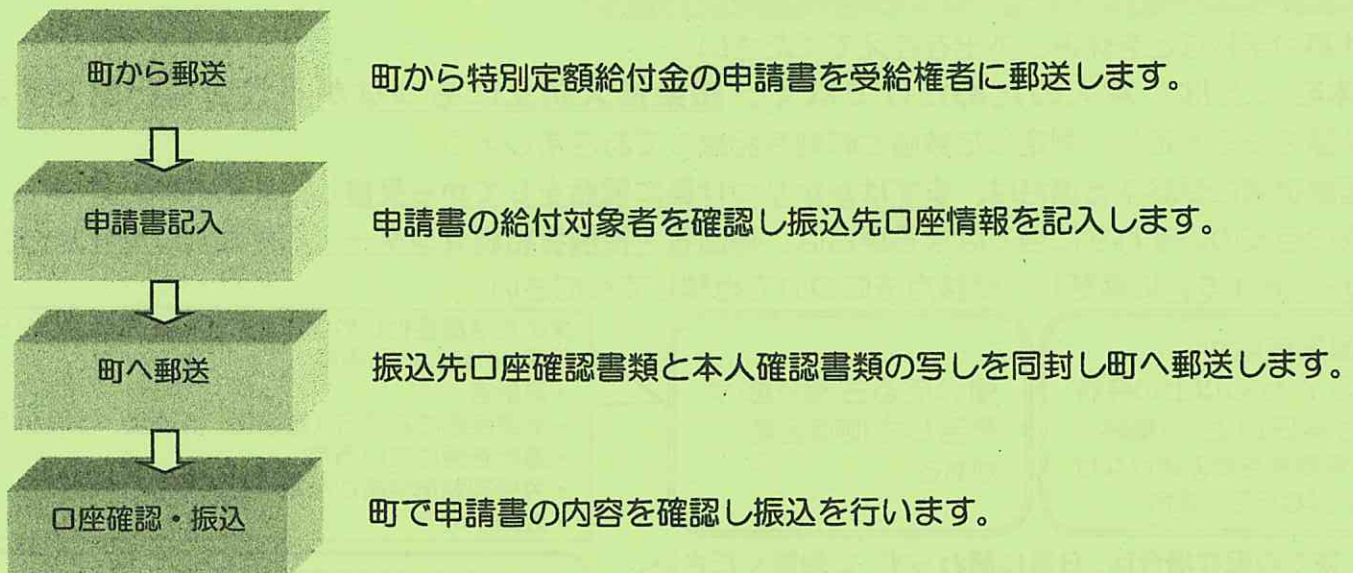 町から郵送
町から特別定額給付金の申請書を受給権者に郵送します。
申請書記入
申請書の給付対象者を確認し振込先口座情報を記入します。
町へ郵送
振込先口座確認書類と本人確認書類の写しを同封し町へ郵送します。
口座確認・振込
町で申請書の内容を確認し振込を行います。